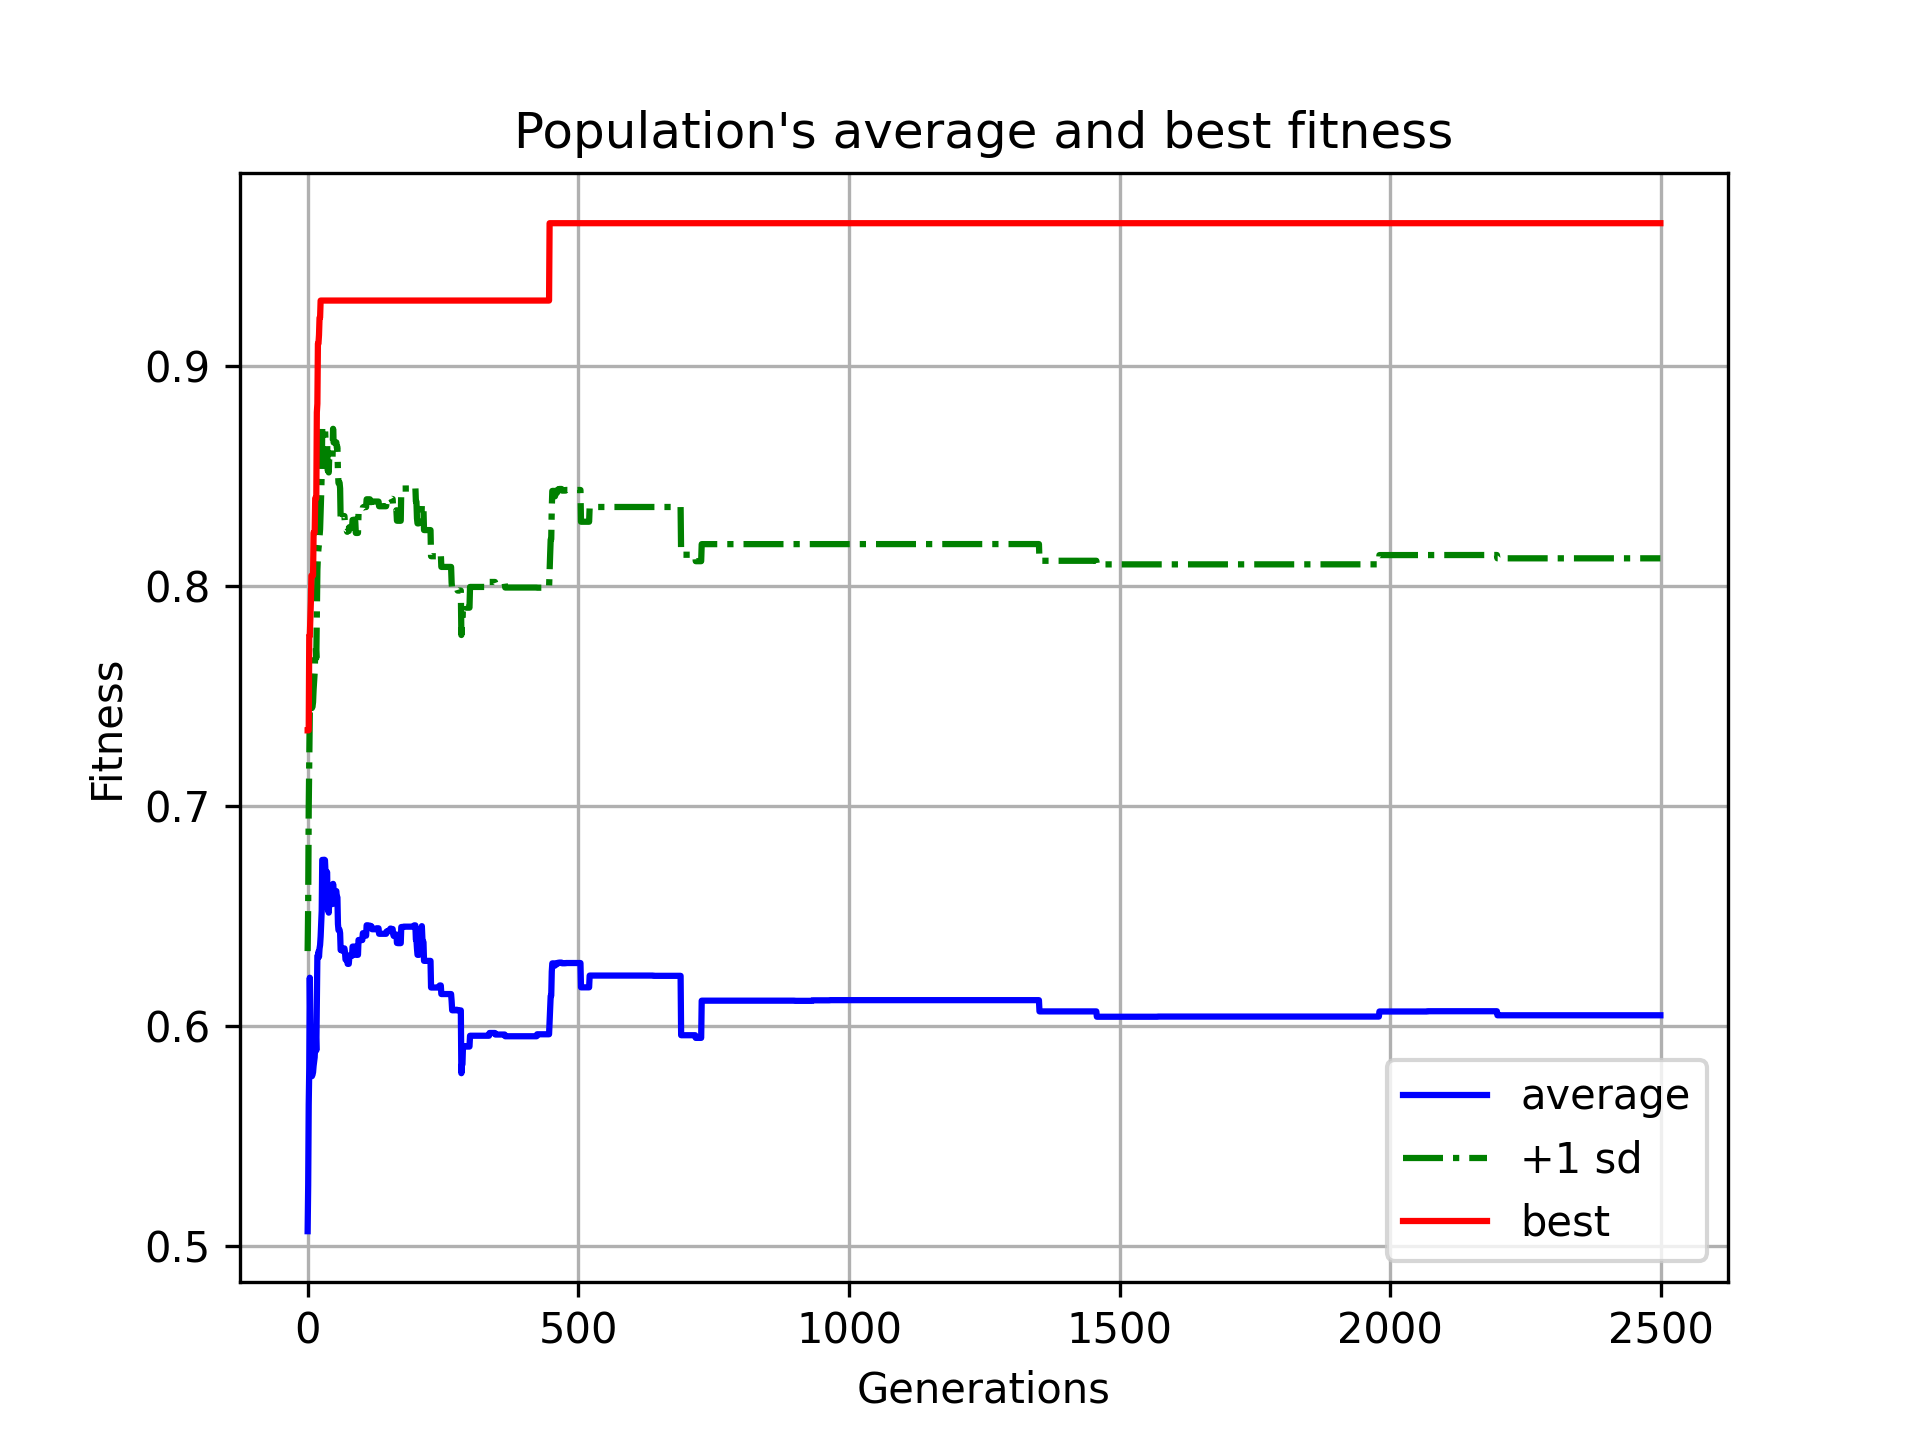 Population's average and best fitness
0.9
0.8
0.7
0.6
0.5
Fitness
0 500 1000 1500 2000 2500
Generations
average
+1 sd
best